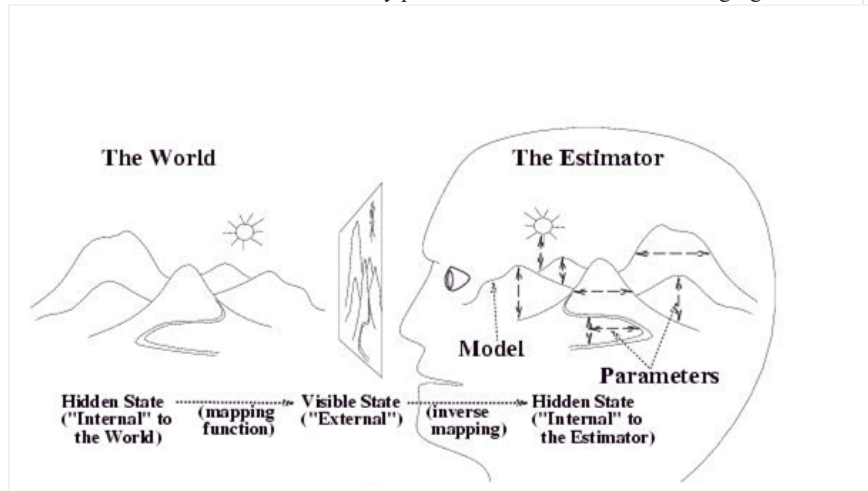 The World
The Estimator
Model
Parameters
Hidden State
("Internal" to
the World)
(mapping
function)
Visible State
("External")
(inverse
mapping)
Hidden State
("Internal" to
the Estimator)